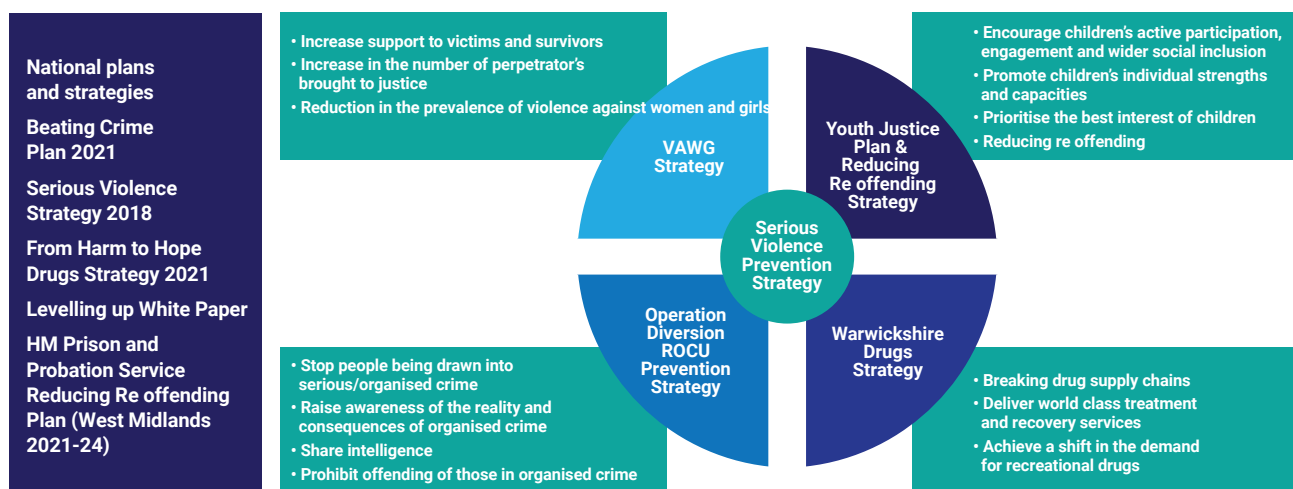 National plans
and strategies
Beating Crime
Plan 2021
Serious Violence
Strategy 2018
From Harm to Hope
Drugs Strategy 2021
Levelling up White Paper
HM Prison and
Probation Service
Reducing Re offending
Plan (West Midlands
2021-24)
• Increase support to victims and survivors
• Increase in the number of perpetrator’s
brought to justice
• Reduction in the prevalence of violence against women and girls
VAWG
Strategy
Youth Justice
Plan &
Reducing
Re offending
Strategy
• Encourage children’s active participation,
engagement and wider social inclusion
• Promote children’s individual strengths
and capacities
• Prioritise the best interest of children
• Reducing re offending
Serious
Violence
Prevention
Strategy
• Stop people being drawn into
serious/organised crime
• Raise awareness of the reality and
consequences of organised crime
• Share intelligence
• Prohibit offending of those in organised crime
Operation
Diversion
ROCU
Prevention
Strategy
Warwickshire
Drugs
Strategy
• Breaking drug supply chains
• Deliver world class treatment
and recovery services
• Achieve a shift in the demand
for recreational drugs